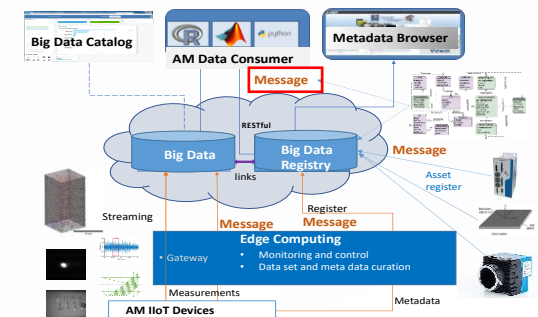 Big Data Catalog
R
python
AM Data Consumer
Metadata Browser
Message
RESTful
Big Data
Big Data
Registry
links
Message
Asset
register
Streaming
Message
Register
Message
Edge Computing
• Gateway
• Monitoring and control
• Data set and meta data curation
Measurements
Metadata
AM IIoT Devices